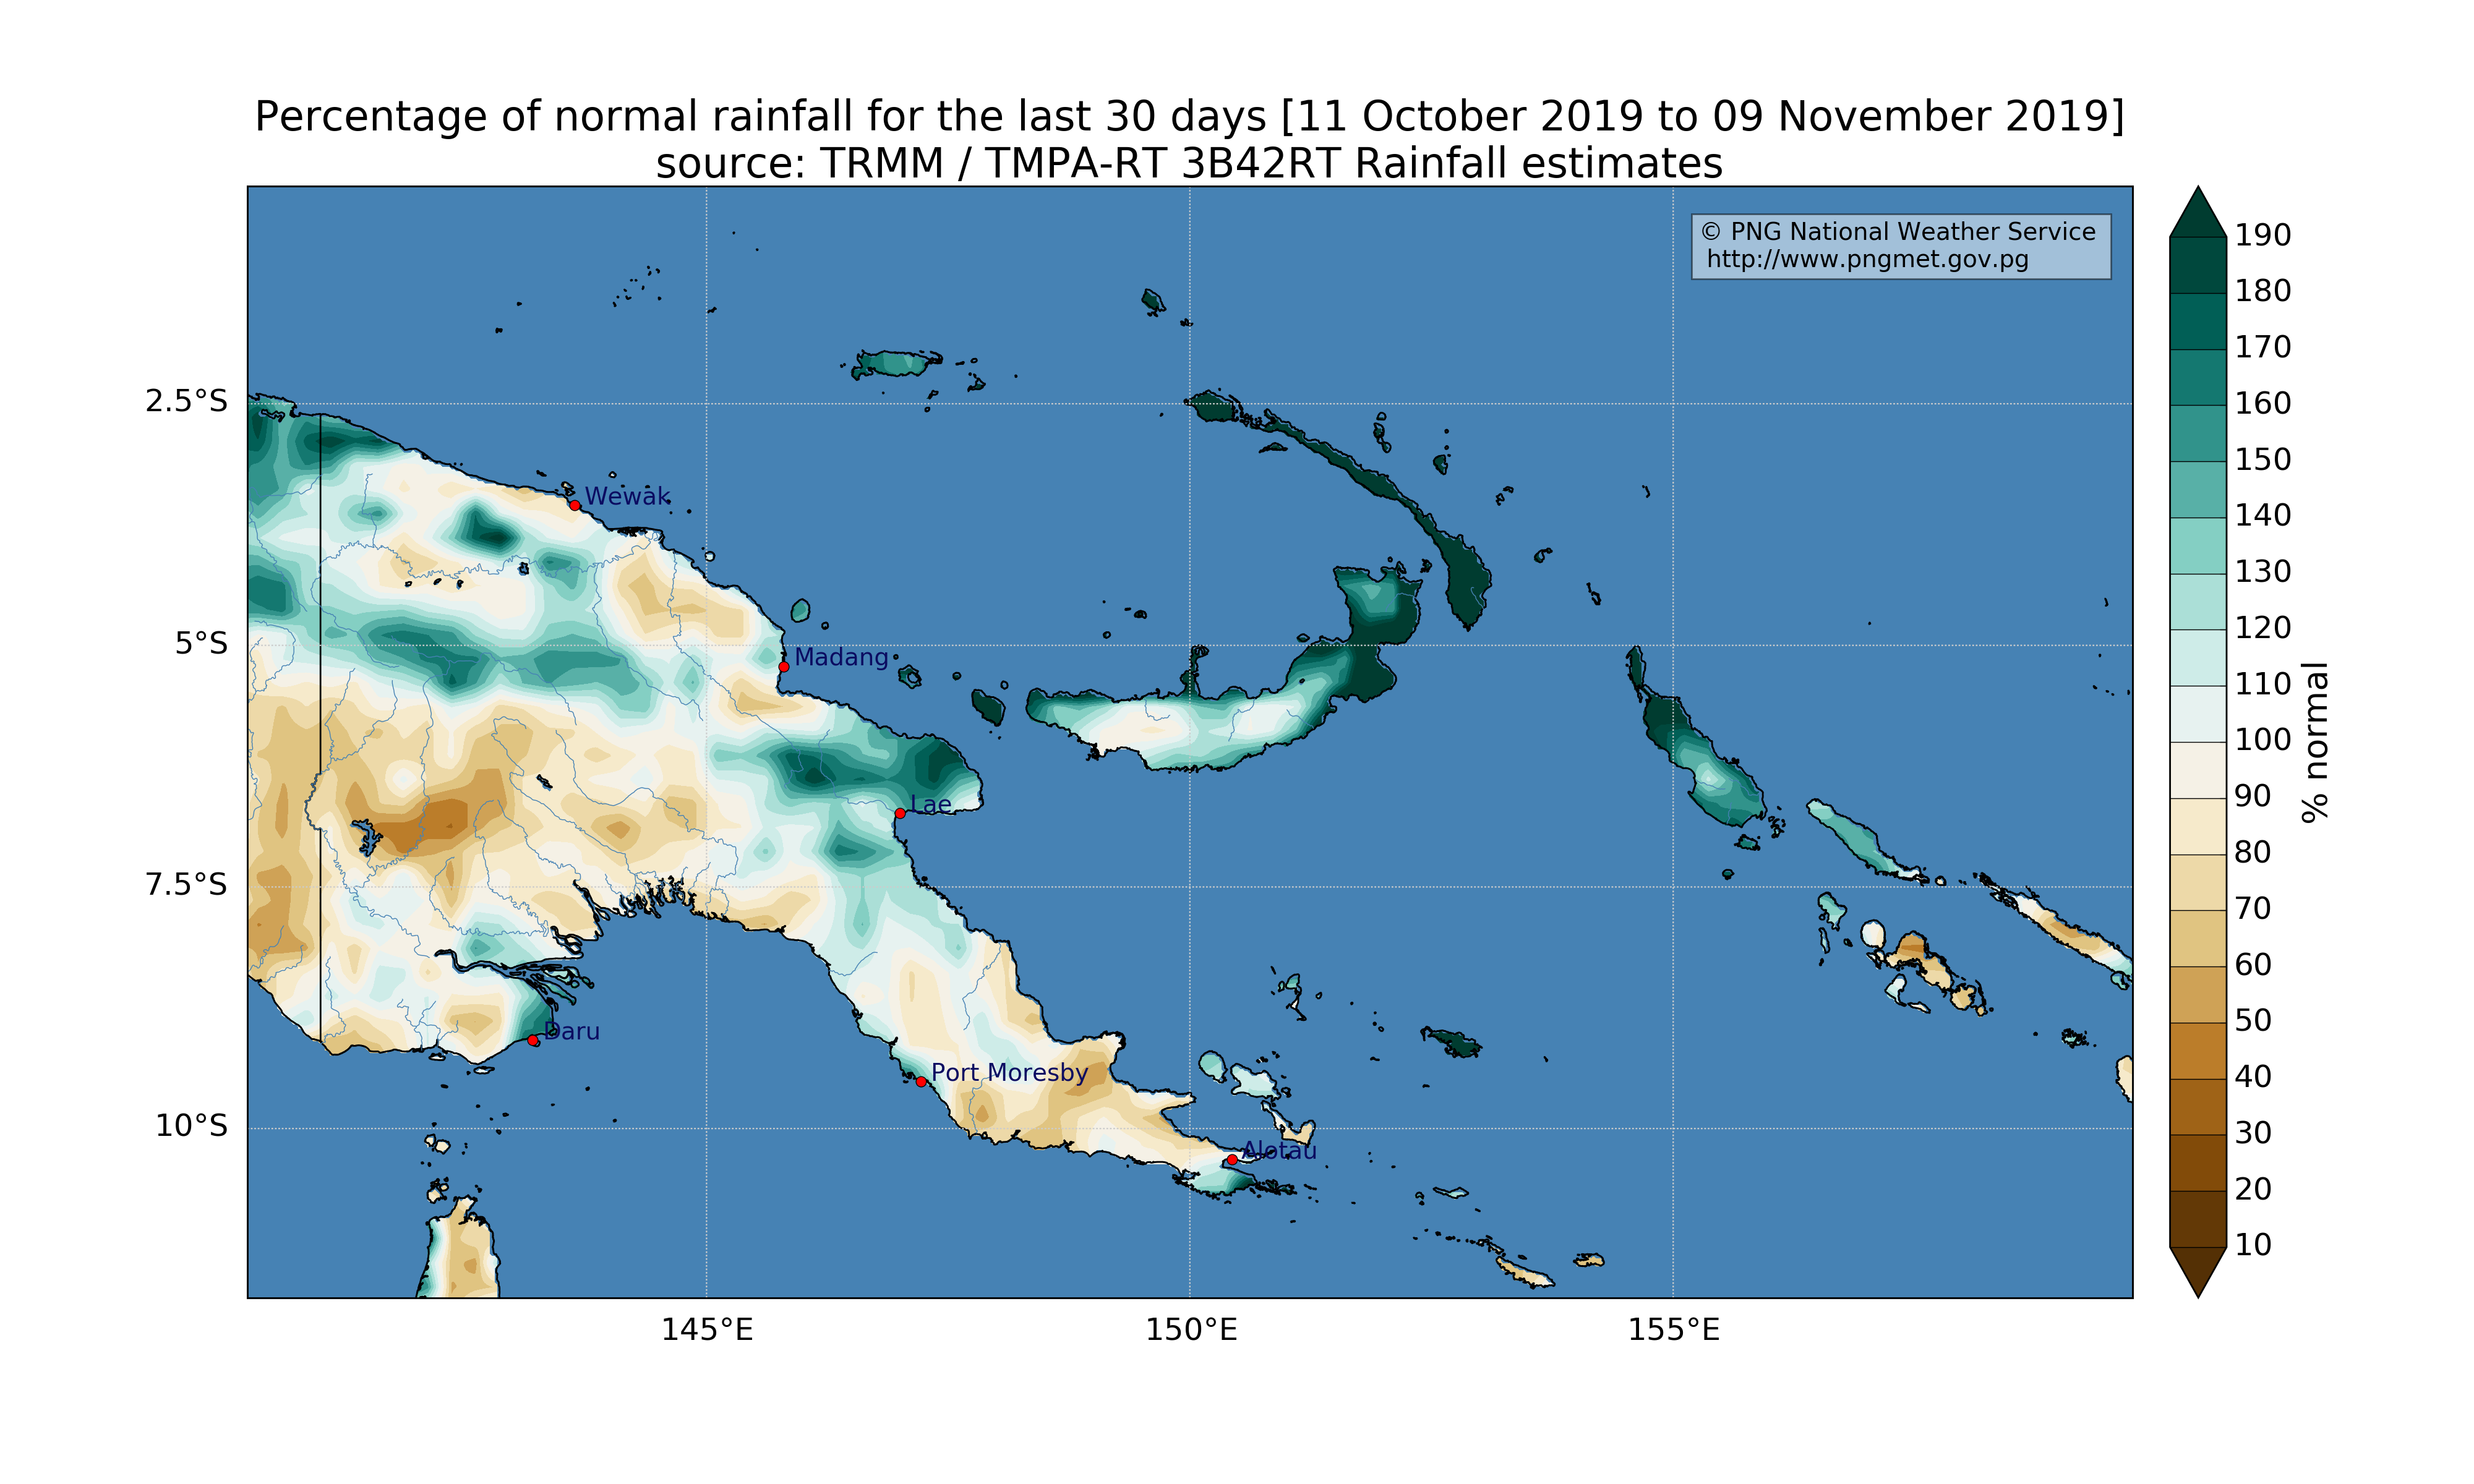 Percentage of normal rainfall for the last 30 days [11 October 2019 to 09 November 2019]
source: TRMM / TMPA-RT 3B42RT Rainfall estimates
© PNG National Weather Service
http://www.pngmet.gov.pg
2.5°S
5°S
7.5°S
10°S
145°E
150°E
155°E
Wewak
Madang
Lae
Daru
Port Moresby
Alotau
190
180
170
160
150
140
130
120
110
100
90
80
70
60
50
40
30
20
10
% normal